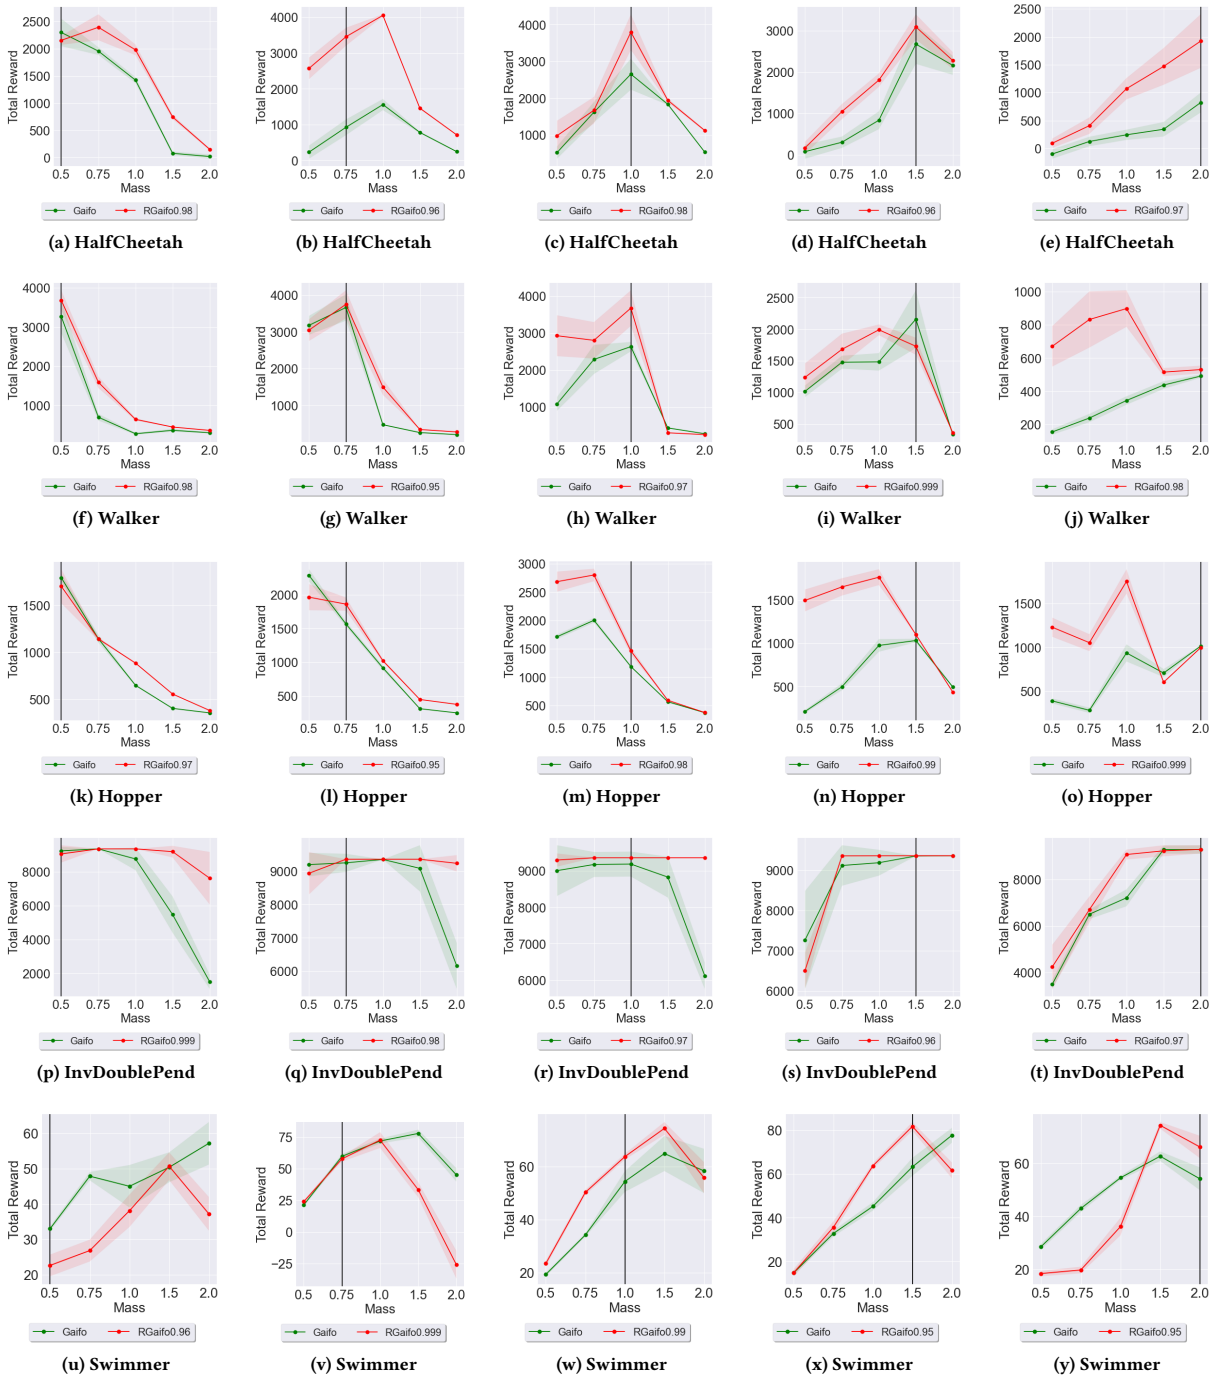 2500
2000
1500
1000
500
0
Total Reward
0.5 0.75 1.0 1.5 2.0
Mass
Gaifo RGaifo0.98
(a) HalfCheetah
4000
3000
2000
1000
0
Total Reward
0.5 0.75 1.0 1.5 2.0
Mass
Gaifo RGaifo0.96
(b) HalfCheetah
4000
3000
2000
1000
Total Reward
0.5 0.75 1.0 1.5 2.0
Mass
Gaifo RGaifo0.98
(c) HalfCheetah
3000
2000
1000
0
Total Reward
0.5 0.75 1.0 1.5 2.0
Mass
Gaifo RGaifo0.96
(d) HalfCheetah
2500
2000
1500
1000
500
0
Total Reward
0.5 0.75 1.0 1.5 2.0
Mass
Gaifo RGaifo0.97
(e) HalfCheetah
4000
3000
2000
1000
Total Reward
0.5 0.75 1.0 1.5 2.0
Mass
Gaifo RGaifo0.98
(f) Walker
4000
3000
2000
1000
Total Reward
0.5 0.75 1.0 1.5 2.0
Mass
Gaifo RGaifo0.95
(g) Walker
4000
3000
2000
1000
Total Reward
0.5 0.75 1.0 1.5 2.0
Mass
Gaifo RGaifo0.97
(h) Walker
2500
2000
1500
1000
500
Total Reward
0.5 0.75 1.0 1.5 2.0
Mass
Gaifo RGaifo0.999
(i) Walker
1000
800
600
400
200
Total Reward
0.5 0.75 1.0 1.5 2.0
Mass
Gaifo RGaifo0.98
(j) Walker
1500
1000
500
Total Reward
0.5 0.75 1.0 1.5 2.0
Mass
Gaifo RGaifo0.97
(k) Hopper
2000
1500
1000
500
Total Reward
0.5 0.75 1.0 1.5 2.0
Mass
Gaifo RGaifo0.95
(l) Hopper
3000
2500
2000
1500
1000
500
Total Reward
0.5 0.75 1.0 1.5 2.0
Mass
Gaifo RGaifo0.98
(m) Hopper
1500
1000
500
Total Reward
0.5 0.75 1.0 1.5 2.0
Mass
Gaifo RGaifo0.99
(n) Hopper
1500
1000
500
Total Reward
0.5 0.75 1.0 1.5 2.0
Mass
Gaifo RGaifo0.999
(o) Hopper
8000
6000
4000
2000
Total Reward
0.5 0.75 1.0 1.5 2.0
Mass
Gaifo RGaifo0.999
(p) InvDoublePend
9000
8000
7000
6000
Total Reward
0.5 0.75 1.0 1.5 2.0
Mass
Gaifo RGaifo0.98
(q) InvDoublePend
9000
8000
7000
6000
Total Reward
0.5 0.75 1.0 1.5 2.0
Mass
Gaifo RGaifo0.97
(r) InvDoublePend
9000
8000
7000
6000
Total Reward
0.5 0.75 1.0 1.5 2.0
Mass
Gaifo RGaifo0.96
(s) InvDoublePend
8000
6000
4000
Total Reward
0.5 0.75 1.0 1.5 2.0
Mass
Gaifo RGaifo0.97
(t) InvDoublePend
60
50
40
30
20
Total Reward
0.5 0.75 1.0 1.5 2.0
Mass
Gaifo RGaifo0.96
(u) Swimmer
75
50
25
0
−25
Total Reward
0.5 0.75 1.0 1.5 2.0
Mass
Gaifo RGaifo0.999
(v) Swimmer
60
40
20
Total Reward
0.5 0.75 1.0 1.5 2.0
Mass
Gaifo RGaifo0.99
(w) Swimmer
80
60
40
20
Total Reward
0.5 0.75 1.0 1.5 2.0
Mass
Gaifo RGaifo0.95
(x) Swimmer
60
40
20
Total Reward
0.5 0.75 1.0 1.5 2.0
Mass
Gaifo RGaifo0.95
(y) Swimmer